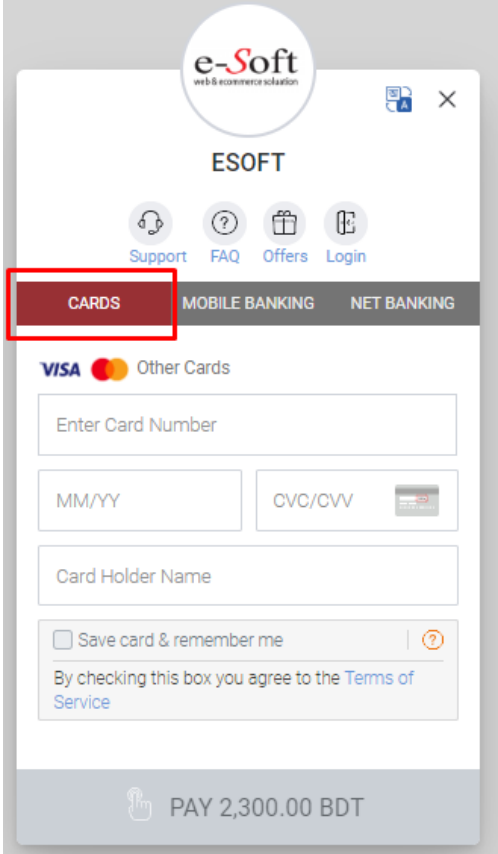 e-Soft
web & ecommerce soluation
ESOFT
Support FAQ Offers Login
CARDS MOBILE BANKING NET BANKING
VISA Other Cards
Enter Card Number
MM/YY CVC/CVV
Card Holder Name
Save card & remember me ?
By checking this box you agree to the Terms of
Service
PAY 2,300.00 BDT